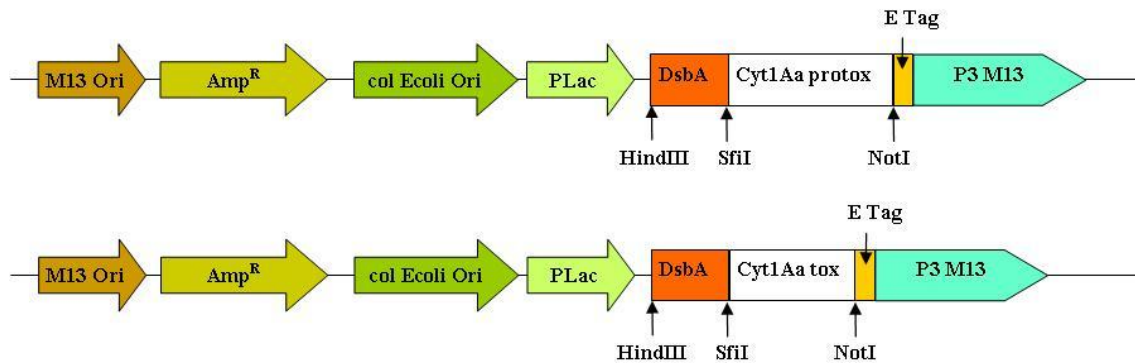 E Tag
M13 Ori Amp^R col Ecoli Ori PLac DsbA Cyt1Aa protox P3 M13
HindIII SfiI NotI
E Tag
M13 Ori Amp^R col Ecoli Ori PLac DsbA Cyt1Aa tox P3 M13
HindIII SfiI NotI